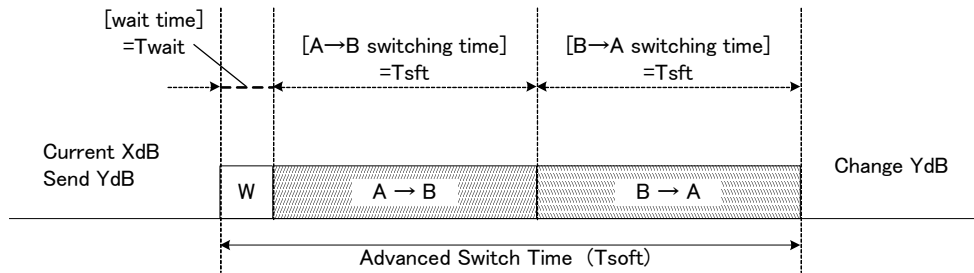 [wait time]
=Twait
[A→B switching time]
=Tsft
[B→A switching time]
=Tsft
Current XdB
Send YdB
W
A → B
B → A
Change YdB
Advanced Switch Time (Tsoft)